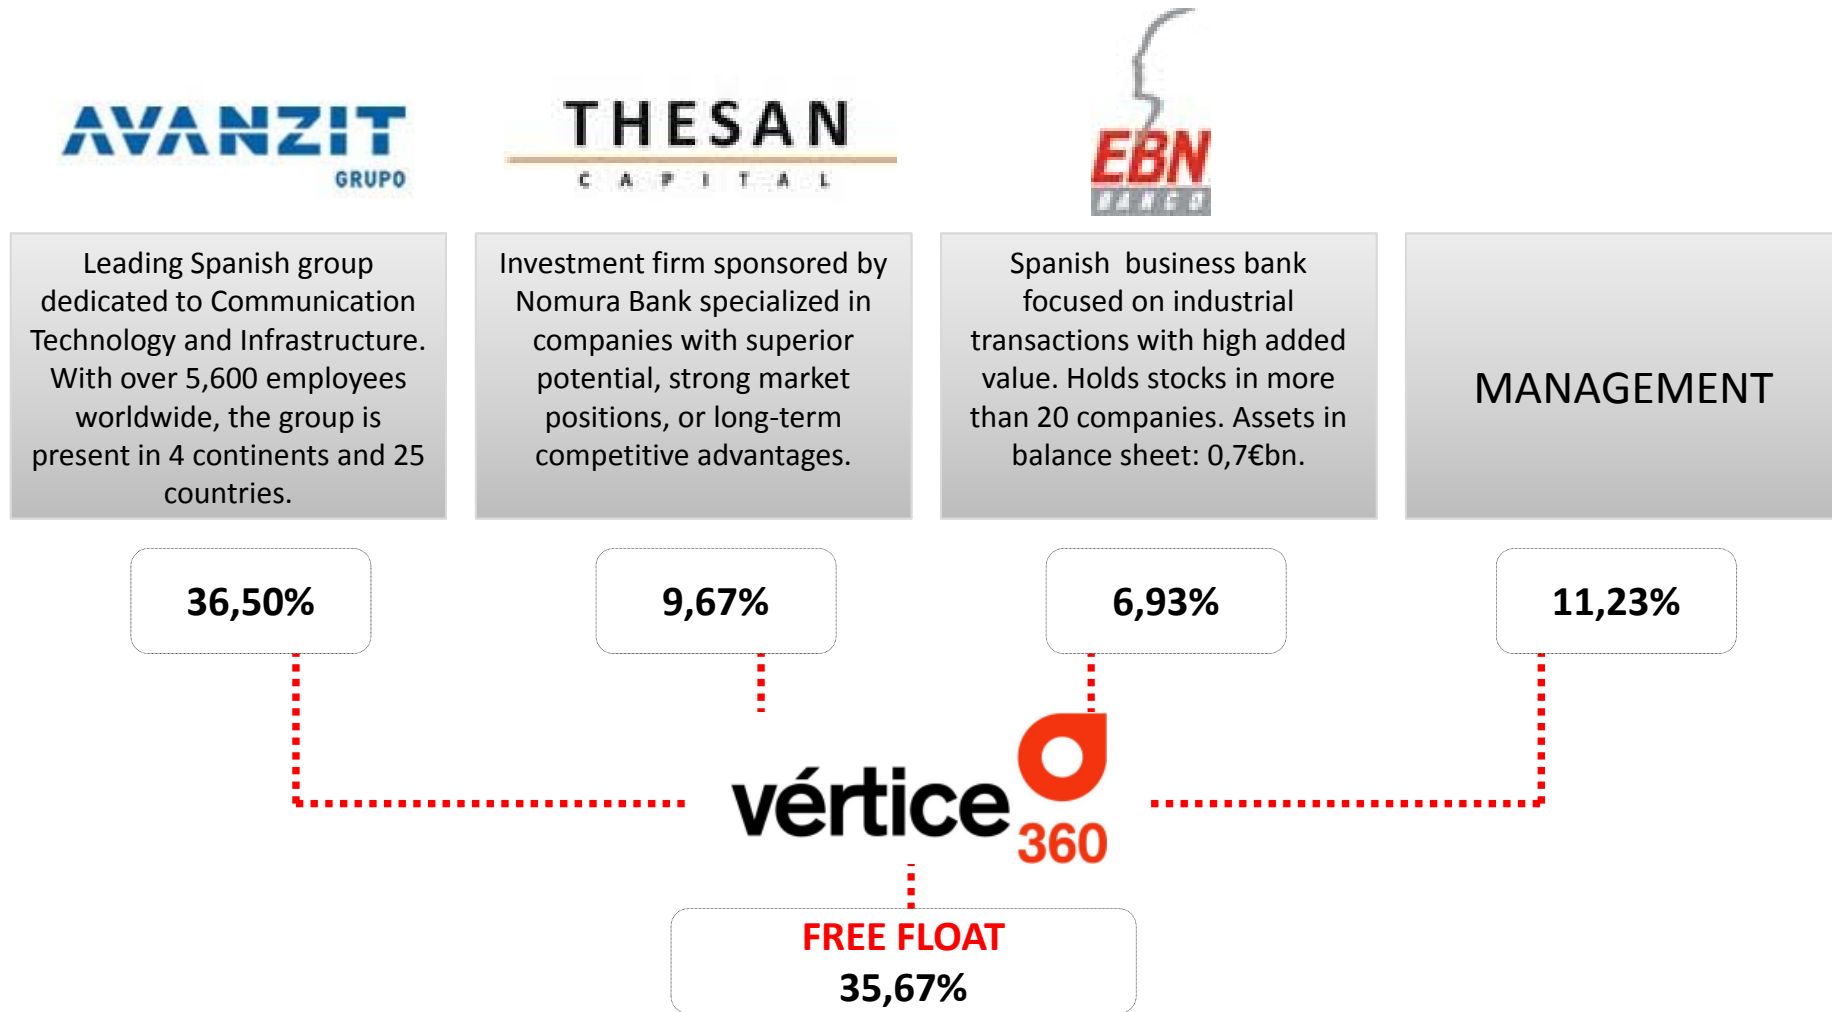 AVANZIT
GRUPO
THESAN
CAPITAL
EBN
BANCO
Leading Spanish group
dedicated to Communication
Technology and Infrastructure.
With over 5,600 employees
worldwide, the group is
present in 4 continents and 25
countries.
Investment firm sponsored by
Nomura Bank specialized in
companies with superior
potential, strong market
positions, or long-term
competitive advantages.
Spanish business bank
focused on industrial
transactions with high added
value. Holds stocks in more
than 20 companies. Assets in
balance sheet: 0,7€bn.
MANAGEMENT
36,50%
9,67%
6,93%
11,23%
vértice
360
FREE FLOAT
35,67%